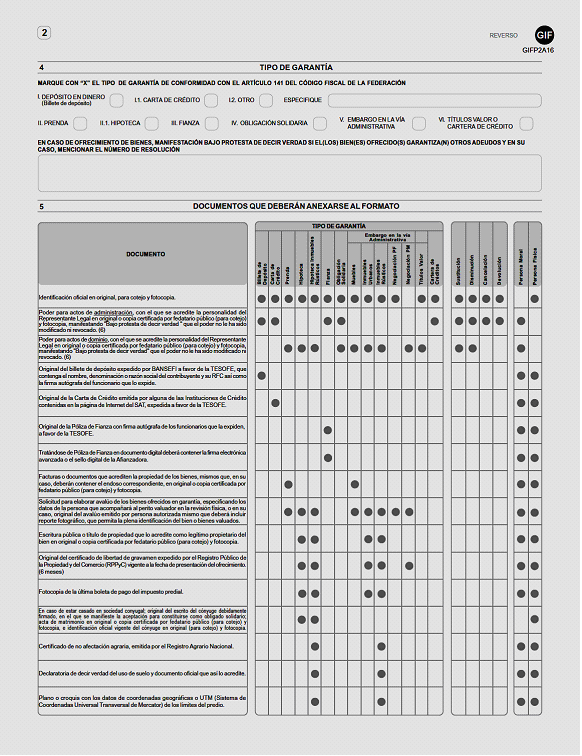 2
REVERSO
GIF
GIFP2A16
4 TIPO DE GARANTÍA
MARQUE CON “X” EL TIPO DE GARANTÍA DE CONFORMIDAD CON EL ARTÍCULO 141 DEL CÓDIGO FISCAL DE LA FEDERACIÓN
I. DEPÓSITO EN DINERO
(Billete de depósito)
I.1. CARTA DE CRÉDITO
I.2. OTRO
ESPECIFIQUE
II. PRENDA
II.1. HIPOTECA
III. FIANZA
IV. OBLIGACIÓN SOLIDARIA
V. EMBARGO EN LA VÍA
ADMINISTRATIVA
VI. TÍTULOS VALOR O
CARTERA DE CRÉDITO
EN CASO DE OFRECIMIENTO DE BIENES, MANIFESTACIÓN BAJO PROTESTA DE DECIR VERDAD SI EL(LOS) BIEN(ES) OFRECIDO(S) GARANTIZA(N) OTROS ADEUDOS Y EN SU
CASO, MENCIONAR EL NÚMERO DE RESOLUCIÓN
5 DOCUMENTOS QUE DEBERÁN ANEXARSE AL FORMATO
DOCUMENTO
TIPO DE GARANTÍA
Embargo en la vía
Administrativa
Billete de
Depósito
Carta de
Crédito
Prenda
Hipoteca
Hipoteca Inmuebles
Rústicos
Fianza
Obligación
Solidaria
Muebles
Inmuebles
Urbanos
Inmuebles
Rústicos
Negociación PF
Negociación PM
Títulos Valor
Cartera de
Créditos
Sustitución
Disminución
Cancelación
Devolución
Persona Moral
Persona Física
Identificación oficial en original, para cotejo y fotocopia.
Poder para actos de administración, con el que se acredite la personalidad del
Representante Legal en original o copia certificada por fedatario público (para cotejo)
y fotocopia, manifestando "Bajo protesta de decir verdad " que el poder no le ha sido
modificado ni revocado. (6)
Poder para actos de dominio, con el que se acredite la personalidad del Representante
Legal en original o copia certificada por fedatario público (para cotejo) y fotocopia,
manifestando "Bajo protesta de decir verdad" que el poder no le ha sido modificado ni
revocado. (6)
Original del billete de depósito expedido por BANSEFI a favor de la TESOFE, que
contenga el nombre, denominación o razón social del contribuyente y su RFC así como
la firma autógrafa del funcionario que lo expide.
Original de la Carta de Crédito emitida por alguna de las Instituciones de Crédito
contenidas en la página de Internet del SAT, expedida a favor de la TESOFE.
Original de la Póliza de Fianza con firma autógrafa de los funcionarios que la expiden,
a favor de la TESOFE.
Tratándose de Póliza de Fianza en documento digital deberá contener la firma electrónica
avanzada o el sello digital de la Afianzadora.
Facturas o documentos que acrediten la propiedad de los bienes, mismos que, en su
caso, deberán contener el endoso correspondiente, en original o copia certificada por
fedatario público (para cotejo) y fotocopia.
Solicitud para elaborar avalúo de los bienes ofrecidos en garantía, especificando los
datos de la persona que acompañará al perito valuador en la revisión física, o en su
caso, original del avalúo emitido por persona autorizada mismo que deberá incluir
reporte fotográfico, que permita la plena identificación del bien o bienes valuados.
Escritura pública o título de propiedad que lo acredite como legítimo propietario del
bien en original o copia certificada por fedatario público (para cotejo) y fotocopia.
Original del certificado de libertad de gravamen expedido por el Registro Público de
la Propiedad y del Comercio (RPPyC) vigente a la fecha de presentación del ofrecimiento.
(6 meses)
Fotocopia de la última boleta de pago del impuesto predial.
En caso de estar casado en sociedad conyugal; original del escrito del cónyuge debidamente
firmado, en el que se manifieste la aceptación para constituirse como obligado solidario;
acta de matrimonio en original o copia certificada por fedatario público (para cotejo) y
fotocopia, e identificación oficial vigente del cónyuge en original (para cotejo) y fotocopia.
Certificado de no afectación agraria, emitida por el Registro Agrario Nacional.
Declaratoria de decir verdad del uso de suelo y documento oficial que así lo acredite.
Plano o croquis con los datos de coordenadas geográficas o UTM (Sistema de
Coordenadas Universal Transversal de Mercator) de los límites del predio.